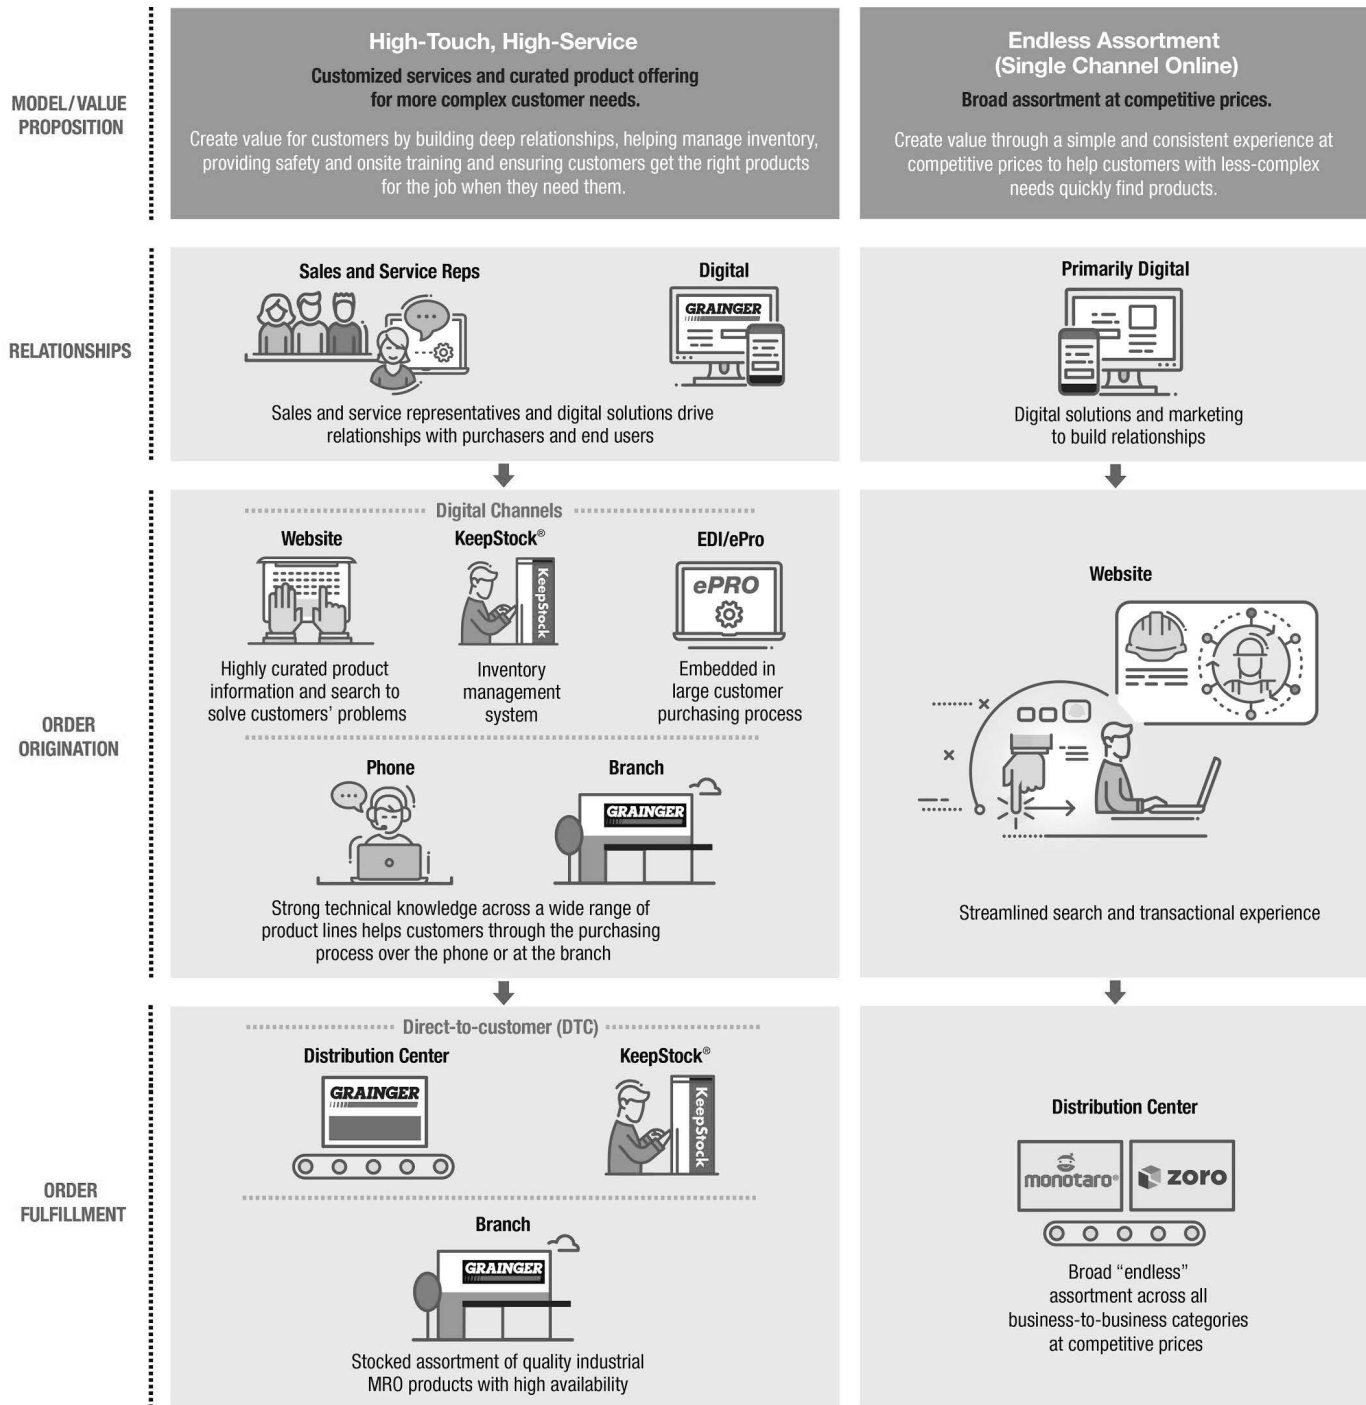 MODEL/VALUE
PROPOSITION
High-Touch, High-Service
Customized services and curated product offering
for more complex customer needs.
Create value for customers by building deep relationships, helping manage inventory,
providing safety and onsite training and ensuring customers get the right products
for the job when they need them.
Endless Assortment
(Single Channel Online)
Broad assortment at competitive prices.
Create value through a simple and consistent experience at
competitive prices to help customers with less-complex
needs quickly find products.
RELATIONSHIPS
Sales and Service Reps
Digital
GRAINGER
Sales and service representatives and digital solutions drive
relationships with purchasers and end users
Primarily Digital
Digital solutions and marketing
to build relationships
ORDER
ORIGINATION
Digital Channels
Website
KeepStock®
EDI/ePro
KeepStock
ePRO
Highly curated product
information and search to
solve customers' problems
Inventory
management
system
Embedded in
large customer
purchasing process
Phone
Branch
GRAINGER
Strong technical knowledge across a wide range of
product lines helps customers through the purchasing
process over the phone or at the branch
Website
Streamlined search and transactional experience
ORDER
FULFILLMENT
Direct-to-customer (DTC)
Distribution Center
KeepStock®
GRAINGER
KeepStock
Branch
GRAINGER
Stocked assortment of quality industrial
MRO products with high availability
Distribution Center
monotaro®
zoro
Broad “endless”
assortment across all
business-to-business categories
at competitive prices